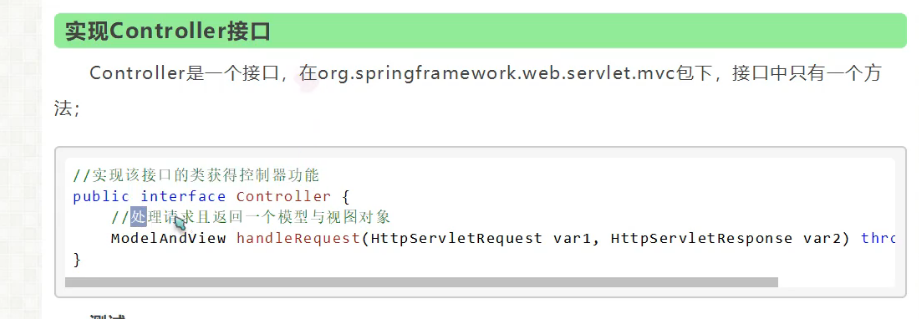 实现Controller接口
Controller是一个接口，在org.springframework.web.servlet.mvc包下，接口中只有一个方
法；
//实现该接口的类获得控制器功能
public interface Controller {
//处理请求且返回一个模型与视图对象
ModelAndView handleRequest(HttpServletRequest var1, HttpServletResponse var2) thro
}